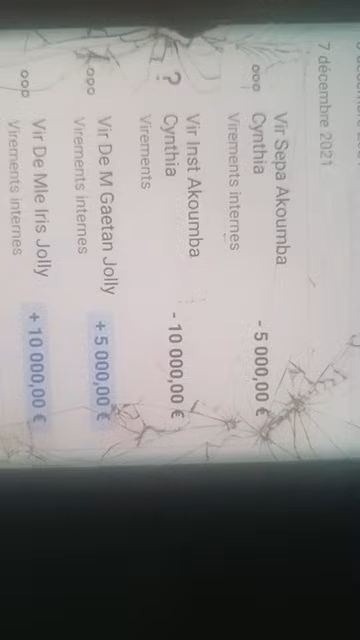 7 décembre 2021
Vir Sepa Akoumba
Cynthia
- 5 000,00 €
Virements internes
Vir Inst Akoumba
Cynthia
- 10 000,00 €
Virements
Vir De M Gaetan Jolly
+ 5 000,00 €
Virements internes
Vir De Mle Iris Jolly
+ 10 000,00 €
Virements internes